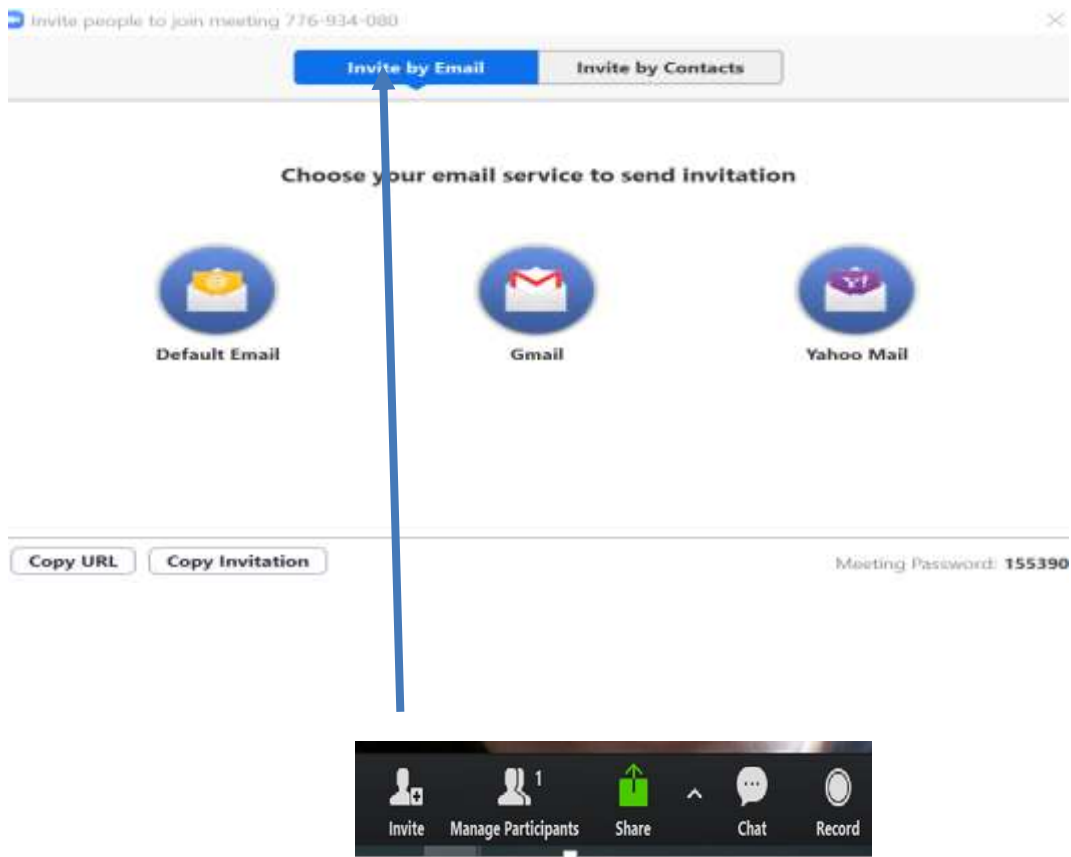 Invite people to join meeting 776-934-080
Invite by Email Invite by Contacts
Choose your email service to send invitation
Default Email Gmail Yahoo Mail
Copy URL Copy Invitation Meeting Password: 155390
1
Invite Manage Participants Share Chat Record